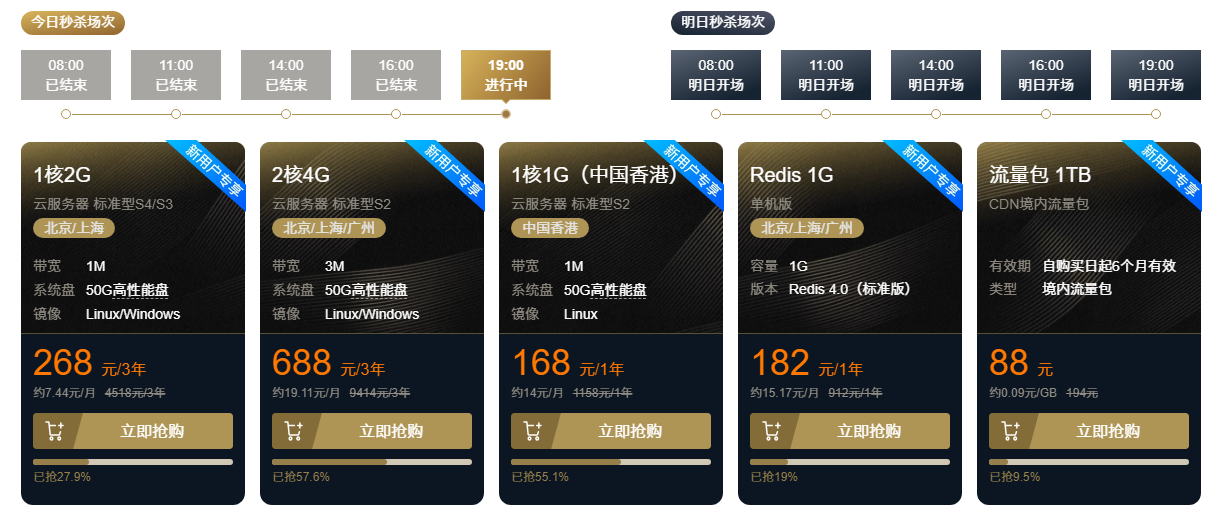 今日秒杀场次
明日秒杀场次
08:00
已结束
11:00
已结束
14:00
已结束
16:00
已结束
19:00
进行中
08:00
明日开场
11:00
明日开场
14:00
明日开场
16:00
明日开场
19:00
明日开场
新用户专享
1核2G
云服务器 标准型S4/S3
北京/上海
带宽 1M
系统盘 50G高性能盘
镜像 Linux/Windows
268 元/3年
约7.44元/月 4518元/3年
立即抢购
已抢27.9%
新用户专享
2核4G
云服务器 标准型S2
北京/上海/广州
带宽 3M
系统盘 50G高性能盘
镜像 Linux/Windows
688 元/3年
约19.11元/月 9414元/3年
立即抢购
已抢57.6%
新用户专享
1核1G（中国香港）
云服务器 标准型S2
中国香港
带宽 1M
系统盘 50G高性能盘
镜像 Linux
168 元/1年
约14元/月 1158元/1年
立即抢购
已抢55.1%
新用户专享
Redis 1G
单机版
北京/上海/广州
容量 1G
版本 Redis 4.0（标准版）
182 元/1年
约15.17元/月 912元/1年
立即抢购
已抢19%
新用户专享
流量包 1TB
CDN境内流量包
有效期 自购买日起6个月有效
类型 境内流量包
88 元
约0.09元/GB 194元
立即抢购
已抢9.5%